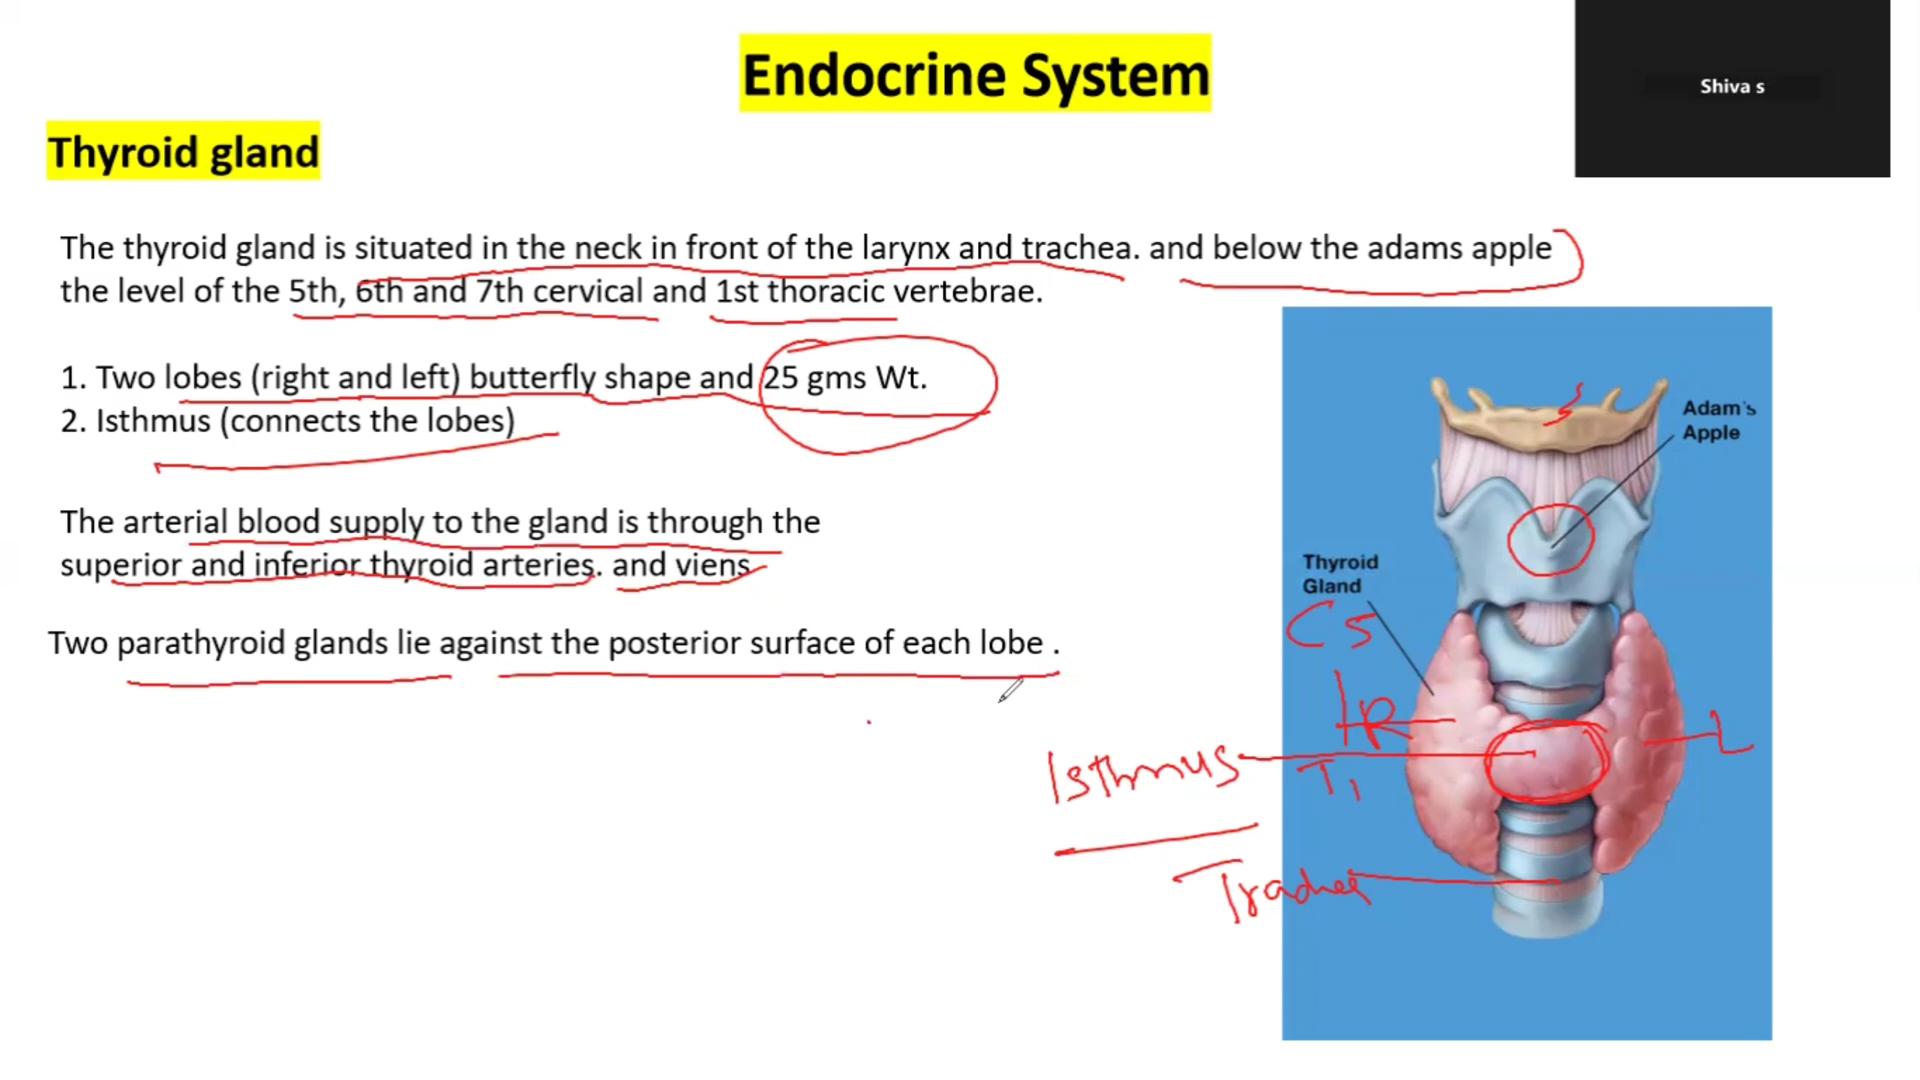 Endocrine System
Shiva s
Thyroid gland
The thyroid gland is situated in the neck in front of the larynx and trachea. and below the adams apple
the level of the 5th, 6th and 7th cervical and 1st thoracic vertebrae.
1. Two lobes (right and left) butterfly shape and 25 gms Wt.
2. Isthmus (connects the lobes)
The arterial blood supply to the gland is through the
superior and inferior thyroid arteries. and viens
Two parathyroid glands lie against the posterior surface of each lobe .
Adam's
Apple
Thyroid
Gland
C5
R
L
Isthmus
T1
Trachea